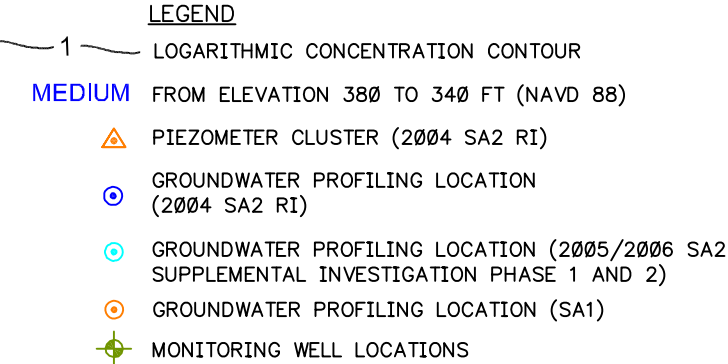 LEGEND
1 LOGARITHMIC CONCENTRATION CONTOUR
MEDIUM FROM ELEVATION 380 TO 340 FT (NAVD 88)
PIEZOMETER CLUSTER (2004 SA2 RI)
GROUNDWATER PROFILING LOCATION
(2004 SA2 RI)
GROUNDWATER PROFILING LOCATION (2005/2006 SA2
SUPPLEMENTAL INVESTIGATION PHASE 1 AND 2)
GROUNDWATER PROFILING LOCATION (SA1)
MONITORING WELL LOCATIONS